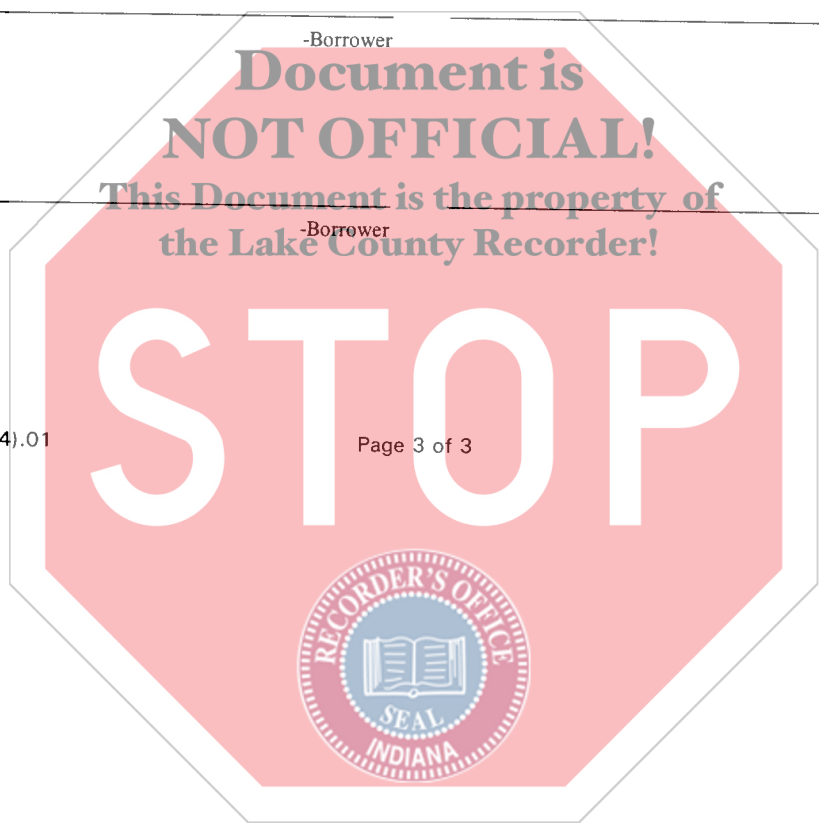 -Borrower
Document is
NOT OFFICIAL!
This Document is the property of
-Borrower
the Lake County Recorder!
STOP
4).01
Page 3 of 3
RECORDER'S OFFICE
SEAL
INDIANA